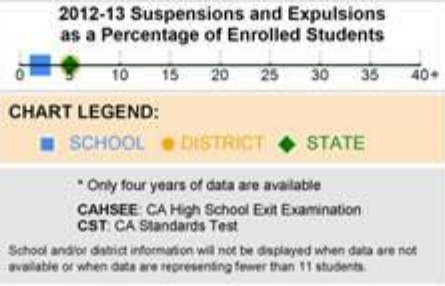 2012-13 Suspensions and Expulsions
as a Percentage of Enrolled Students
0 5 10 15 20 25 30 35 40+
CHART LEGEND:
SCHOOL DISTRICT STATE
* Only four years of data are available
CAHSEE: CA High School Exit Examination
CST: CA Standards Test
School and/or district information will not be displayed when data are not
available or when data are representing fewer than 11 students.